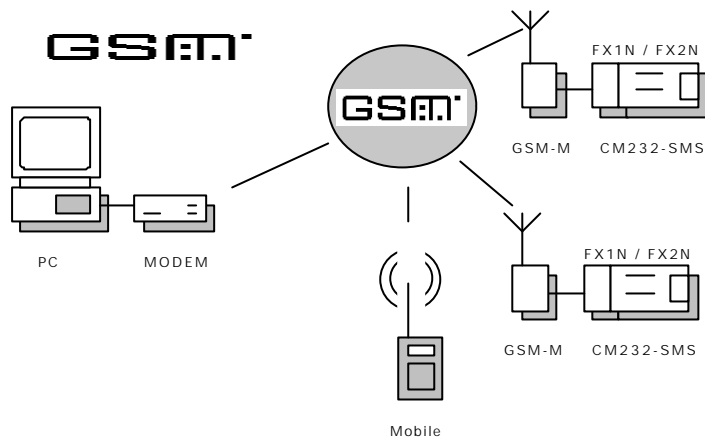 GSM
FX1N / FX2N
GSM
GSM-M CM232-SMS
FX1N / FX2N
PC MODEM
GSM-M CM232-SMS
Mobile